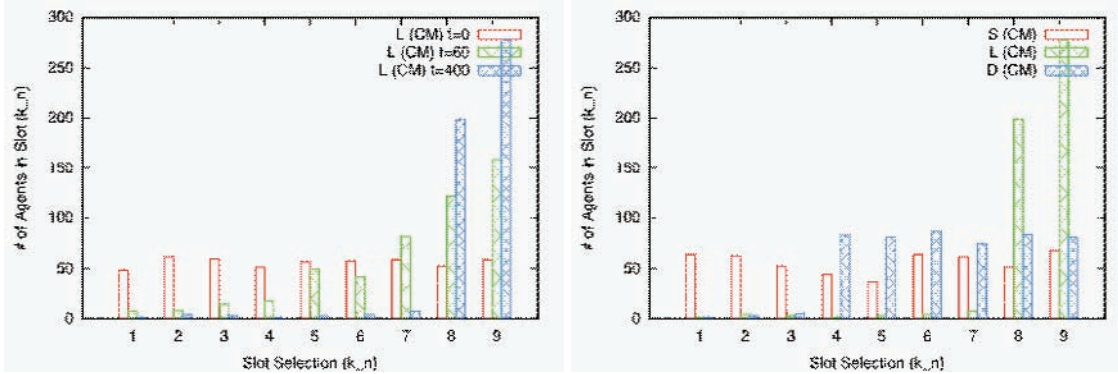 300
250
200
150
100
50
0
# of Agents in Slot (k_n)
L (CM) t=0
L (CM) t=60
L (CM) t=400
1 2 3 4 5 6 7 8 9
Slot Selection (k_n)
300
250
200
150
100
50
0
# of Agents in Slot (k_n)
S (CM)
L (CM)
D (CM)
1 2 3 4 5 6 7 8 9
Slot Selection (k_n)